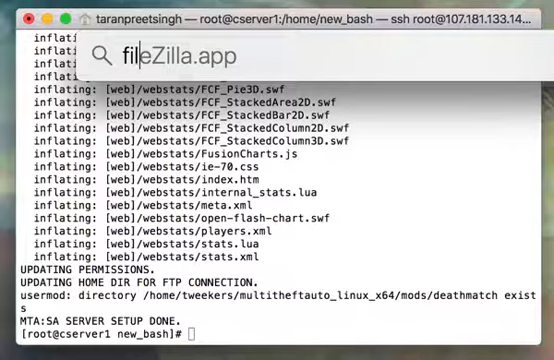 taranpreetsingh — root@cserver1:/home/new_bash — ssh root@107.181.133.14...
inflati
fileZilla.app
inflati
inflati
inflati
inflating: [web]/webstats/FCF_Pie3D.swf
inflating: [web]/webstats/FCF_StackedArea2D.swf
inflating: [web]/webstats/FCF_StackedBar2D.swf
inflating: [web]/webstats/FCF_StackedColumn2D.swf
inflating: [web]/webstats/FCF_StackedColumn3D.swf
inflating: [web]/webstats/FusionCharts.js
inflating: [web]/webstats/ie-70.css
inflating: [web]/webstats/index.htm
inflating: [web]/webstats/internal_stats.lua
inflating: [web]/webstats/meta.xml
inflating: [web]/webstats/open-flash-chart.swf
inflating: [web]/webstats/players.xml
inflating: [web]/webstats/stats.lua
inflating: [web]/webstats/stats.xml
UPDATING PERMISSIONS.
UPDATING HOME DIR FOR FTP CONNECTION.
usermod: directory /home/tweekers/multitheftauto_linux_x64/mods/deathmatch exist
s
MTA:SA SERVER SETUP DONE.
[root@cserver1 new_bash]#